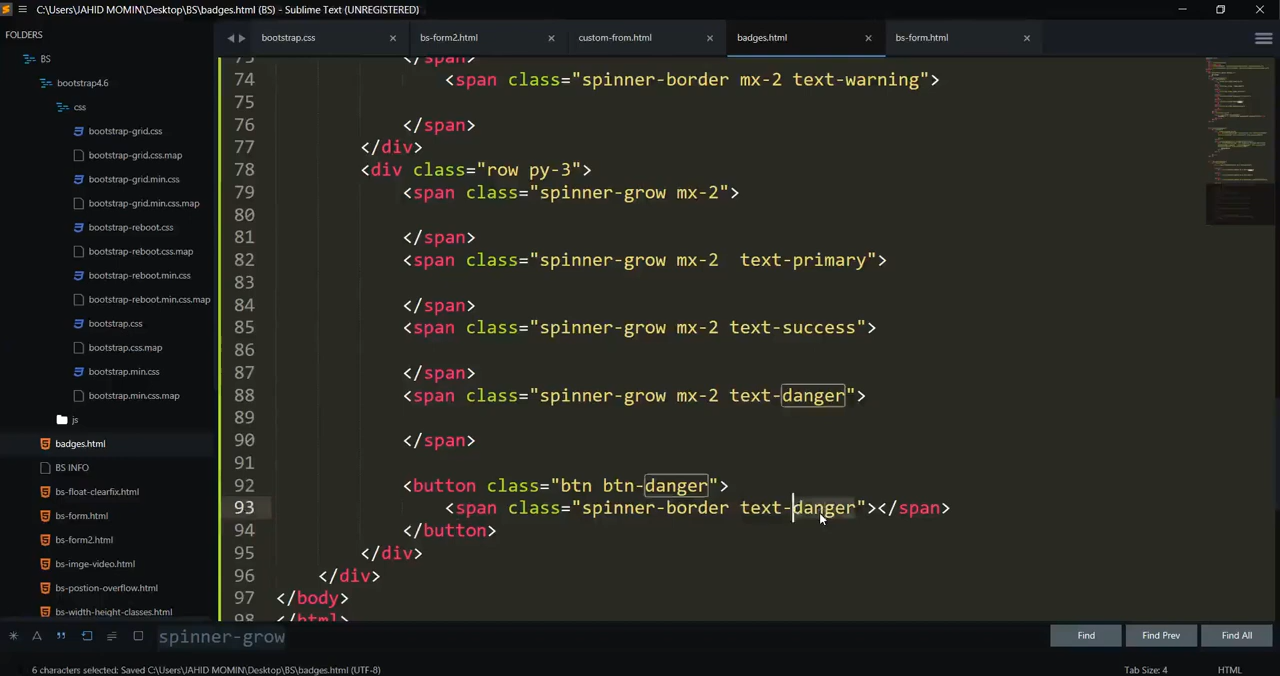 C:\Users\JAHID MOMIN\Desktop\BS\badges.html (BS) - Sublime Text (UNREGISTERED)
FOLDERS
BS
bootstrap4.6
css
bootstrap-grid.css
bootstrap-grid.css.map
bootstrap-grid.min.css
bootstrap-grid.min.css.map
bootstrap-reboot.css
bootstrap-reboot.css.map
bootstrap-reboot.min.css
bootstrap-reboot.min.css.map
bootstrap.css
bootstrap.css.map
bootstrap.min.css
bootstrap.min.css.map
js
badges.html
BS INFO
bs-float-clearfix.html
bs-form.html
bs-form2.html
bs-imge-video.html
bs-postion-overflow.html
bs-width-height-classes.html
bootstrap.css
bs-form2.html
custom-from.html
badges.html
bs-form.html
73 </span>
74 <span class="spinner-border mx-2 text-warning">
75
76 </span>
77 </div>
78 <div class="row py-3">
79 <span class="spinner-grow mx-2">
80
81 </span>
82 <span class="spinner-grow mx-2  text-primary">
83
84 </span>
85 <span class="spinner-grow mx-2 text-success">
86
87 </span>
88 <span class="spinner-grow mx-2 text-danger">
89
90 </span>
91
92 <button class="btn btn-danger">
93 <span class="spinner-border text-danger"></span>
94 </button>
95 </div>
96 </div>
97 </body>
98 </html>
spinner-grow
Find
Find Prev
Find All
6 characters selected: Saved C:\Users\JAHID MOMIN\Desktop\BS\badges.html (UTF-8)
Tab Size: 4
HTML